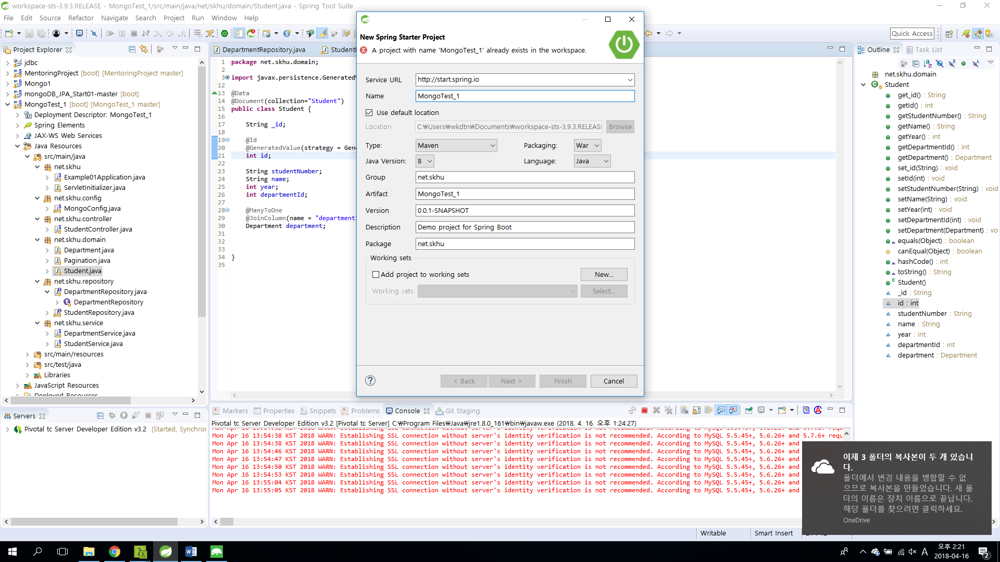 workspace-sts-3.9.3.RELEASE - MongoTest_1/src/main/java/net/skhu/domain/Student.java - Spring Tool Suite
File Edit Source Refactor Navigate Search Project Run Window Help
Quick Access
Project Explorer
jdbc
MentoringProject [boot] [MentoringProject master]
Mongo1
mongoDB_JPA_Start01-master [boot]
MongoTest_1 [boot] [MongoTest_1 master]
Deployment Descriptor: MongoTest_1
Spring Elements
JAX-WS Web Services
Java Resources
src/main/java
net.skhu
Example01Application.java
ServletInitializer.java
net.skhu.config
MongoConfig.java
net.skhu.controller
StudentController.java
net.skhu.domain
Department.java
Pagination.java
Student.java
net.skhu.repository
DepartmentRepository.java
DepartmentRepository
StudentRepository.java
net.skhu.service
DepartmentService.java
StudentService.java
src/main/resources
src/test/java
Libraries
JavaScript Resources
Deployed Resources
DepartmentRepository.java
1 package net.skhu.domain;
2
3 import javax.persistence.Generated
12
13 @Data
14 @Document(collection="Student")
15 public class Student {
16
17 String _id;
18
19 @Id
20 @GeneratedValue(strategy = Gene
21 int id;
22
23 String studentNumber;
24 String name;
25 int year;
26 int departmentId;
27
28 @ManyToOne
29 @JoinColumn(name = "department
30 Department department;
31
32
33
34 }
35
New Spring Starter Project
A project with name 'MongoTest_1' already exists in the workspace.
Service URL http://start.spring.io
Name MongoTest_1
Use default location
Location C:₩Users₩wkdtn₩Documents₩workspace-sts-3.9.3.RELEASE Browse
Type: Maven Packaging: War
Java Version: 8 Language: Java
Group net.skhu
Artifact MongoTest_1
Version 0.0.1-SNAPSHOT
Description Demo project for Spring Boot
Package net.skhu
Working sets
Add project to working sets New...
Working sets: Select...
< Back Next > Finish Cancel
Outline Task List
net.skhu.domain
Student
get_id() : String
getId() : int
getStudentNumber() : String
getName() : String
getYear() : int
getDepartmentId() : int
getDepartment() : Department
set_id(String) : void
setId(int) : void
setStudentNumber(String) : void
setName(String) : void
setYear(int) : void
setDepartmentId(int) : void
setDepartment(Department) : vo
equals(Object) : boolean
canEqual(Object) : boolean
hashCode() : int
toString() : String
Student()
_id : String
id : int
studentNumber : String
name : String
year : int
departmentId : int
department : Department
Servers
Pivotal tc Server Developer Edition v3.2 [Started, Synchror
Markers Properties Snippets Problems Console Git Staging
Pivotal tc Server Developer Edition v3.2 [Pivotal tc Server] C:₩Program Files₩Java₩jre1.8.0_161₩bin₩javaw.exe (2018. 4. 16. 오후 1:24:27)
Mon Apr 16 13:54:38 KST 2018 WARN: Establishing SSL connection without server's identity verification is not recommended. According to MySQL 5.5.45+, 5.6.26+ and 5.7.6+ requ
Mon Apr 16 13:54:38 KST 2018 WARN: Establishing SSL connection without server's identity verification is not recommended. According to MySQL 5.5.45+, 5.6.26+ and
Mon Apr 16 13:54:46 KST 2018 WARN: Establishing SSL connection without server's identity verification is not recommended. According to MySQL 5.5.45+, 5.6.26+ and
Mon Apr 16 13:54:47 KST 2018 WARN: Establishing SSL connection without server's identity verification is not recommended. According to MySQL 5.5.45+, 5.6.26+ and
Mon Apr 16 13:54:50 KST 2018 WARN: Establishing SSL connection without server's identity verification is not recommended. According to MySQL 5.5.45+, 5.6.26+ and
Mon Apr 16 13:54:53 KST 2018 WARN: Establishing SSL connection without server's identity verification is not recommended. According to MySQL 5.5.45+, 5.6.26+ and
Mon Apr 16 13:55:04 KST 2018 WARN: Establishing SSL connection without server's identity verification is not recommended. According to MySQL 5.5.45+, 5.6.26+ and
Mon Apr 16 13:55:05 KST 2018 WARN: Establishing SSL connection without server's identity verification is not recommended. According to MySQL 5.5.45+, 5.6.26+ and
이제 3 폴더의 복사본이 두 개 있습니
다.
폴더에서 변경 내용을 병합할 수 없
으므로 복사본을 만들었습니다. 새 폴
더의 이름은 장치 이름으로 끝납니다.
해당 폴더를 찾으려면 클릭하세요.
OneDrive
Writable Smart Insert
A 오후 2:21
2018-04-16
2